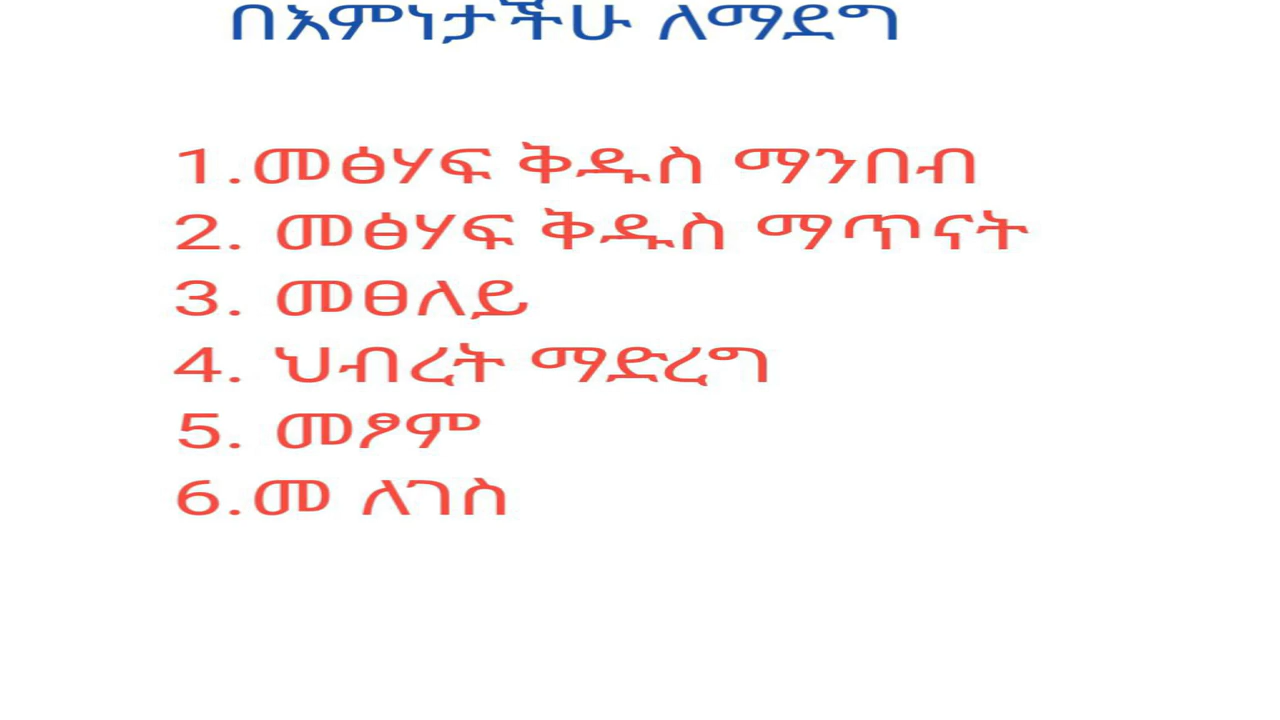 በእምነታችሁ ለማደግ
1.መፅሃፍ ቅዱስ ማንበብ
2. መፅሃፍ ቅዱስ ማጥናት
3. መፀለይ
4. ህብረት ማድረግ
5. መፆም
6.መ ለገስ